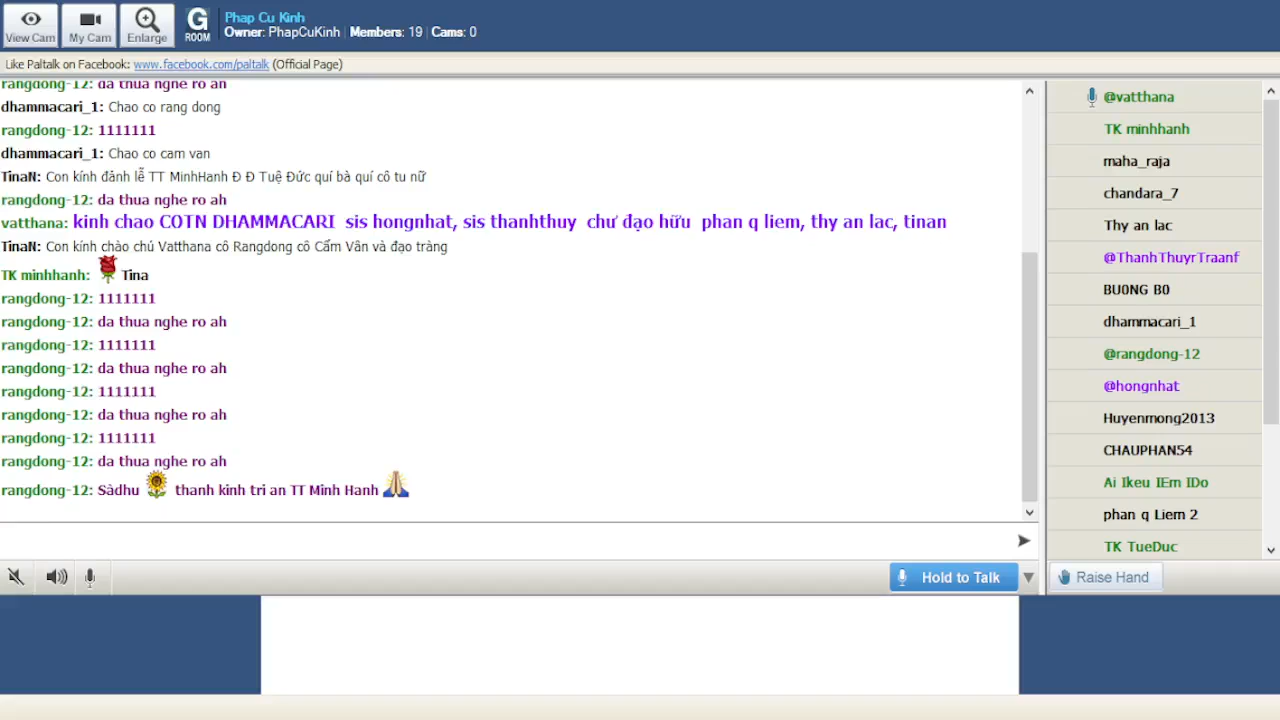 View Cam
My Cam
Enlarge
G
ROOM
Phap Cu Kinh
Owner: PhapCuKinh | Members: 19 | Cams: 0
Like Paltalk on Facebook: www.facebook.com/paltalk (Official Page)
rangdong-12: da thua nghe ro ah
dhammacari_1: Chao co rang dong
rangdong-12: 1111111
dhammacari_1: Chao co cam van
TinaN: Con kính đảnh lễ TT MinhHanh Đ Đ Tuệ Đức quí bà quí cô tu nữ
rangdong-12: da thua nghe ro ah
vatthana: kinh chao COTN DHAMMACARI sis hongnhat, sis thanhthuy chư đạo hữu phan q liem, thy an lac, tinan
TinaN: Con kính chào chú Vatthana cô Rangdong cô Cẩm Vân và đạo tràng
TK minhhanh: Tina
rangdong-12: 1111111
rangdong-12: da thua nghe ro ah
rangdong-12: 1111111
rangdong-12: da thua nghe ro ah
rangdong-12: 1111111
rangdong-12: da thua nghe ro ah
rangdong-12: 1111111
rangdong-12: da thua nghe ro ah
rangdong-12: Sàdhu thanh kinh tri an TT Minh Hanh
@vatthana
TK minhhanh
maha_raja
chandara_7
Thy an lac
@ThanhThuyrTraanf
BU0NG B0
dhammacari_1
@rangdong-12
@hongnhat
Huyenmong2013
CHAUPHAN54
Ai Ikeu IEm IDo
phan q Liem 2
TK TueDuc
Hold to Talk
Raise Hand